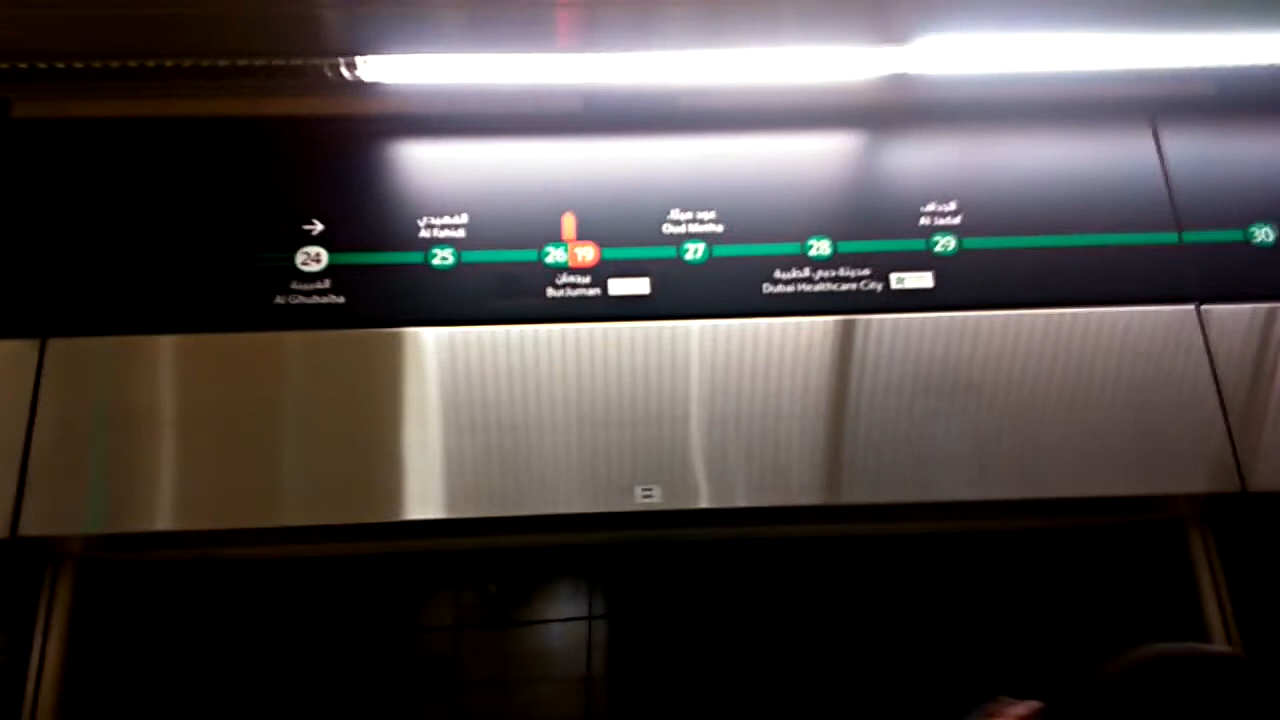 →
24
الغبيبة
Al Ghubaiba
الفهيدي
Al Fahidi
25
26 19
برجمان
BurJuman
عود ميثاء
Oud Metha
27
28
مدينة دبي الطبية
Dubai Healthcare City
الجداف
Al Jadaf
29
30